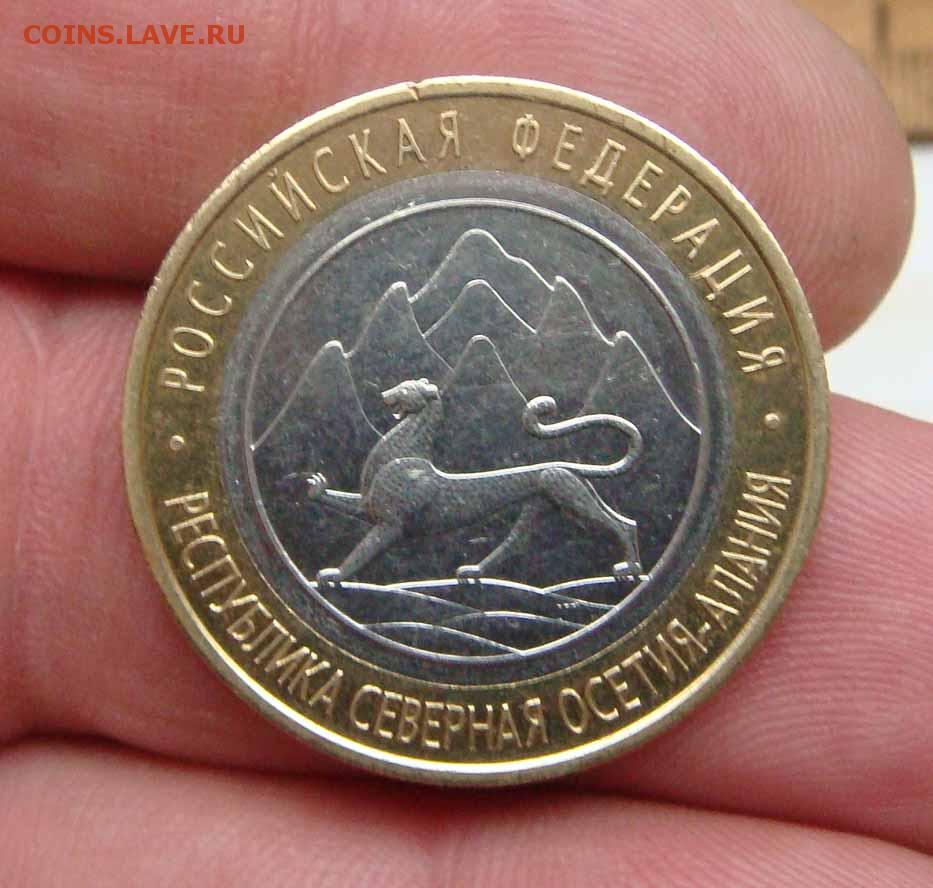 COINS.LAVE.RU
РОССИЙСКАЯ ФЕДЕРАЦИЯ
РЕСПУБЛИКА СЕВЕРНАЯ ОСЕТИЯ-АЛАНИЯ